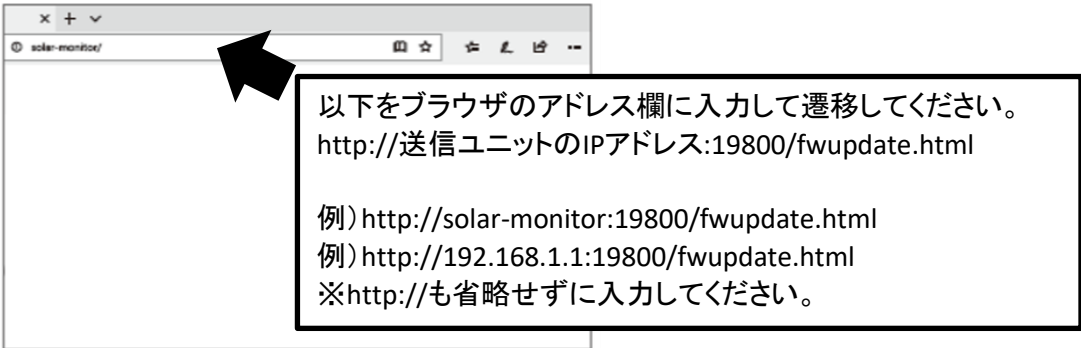 solar-monitor/
以下をブラウザのアドレス欄に入力して遷移してください。
http://送信ユニットのIPアドレス:19800/fwupdate.html
例）http://solar-monitor:19800/fwupdate.html
例）http://192.168.1.1:19800/fwupdate.html
※http://も省略せずに入力してください。